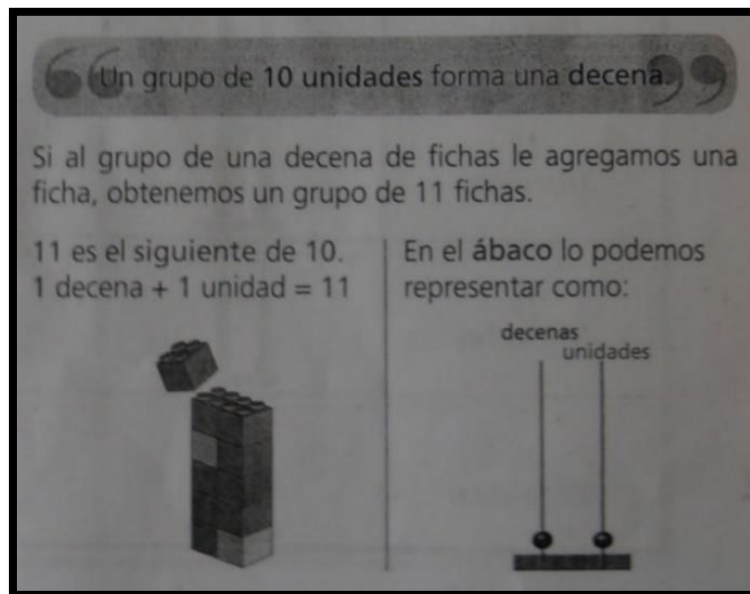 Un grupo de 10 unidades forma una decena.
Si al grupo de una decena de fichas le agregamos una
ficha, obtenemos un grupo de 11 fichas.
11 es el siguiente de 10.
1 decena + 1 unidad = 11
En el ábaco lo podemos
representar como:
decenas
unidades